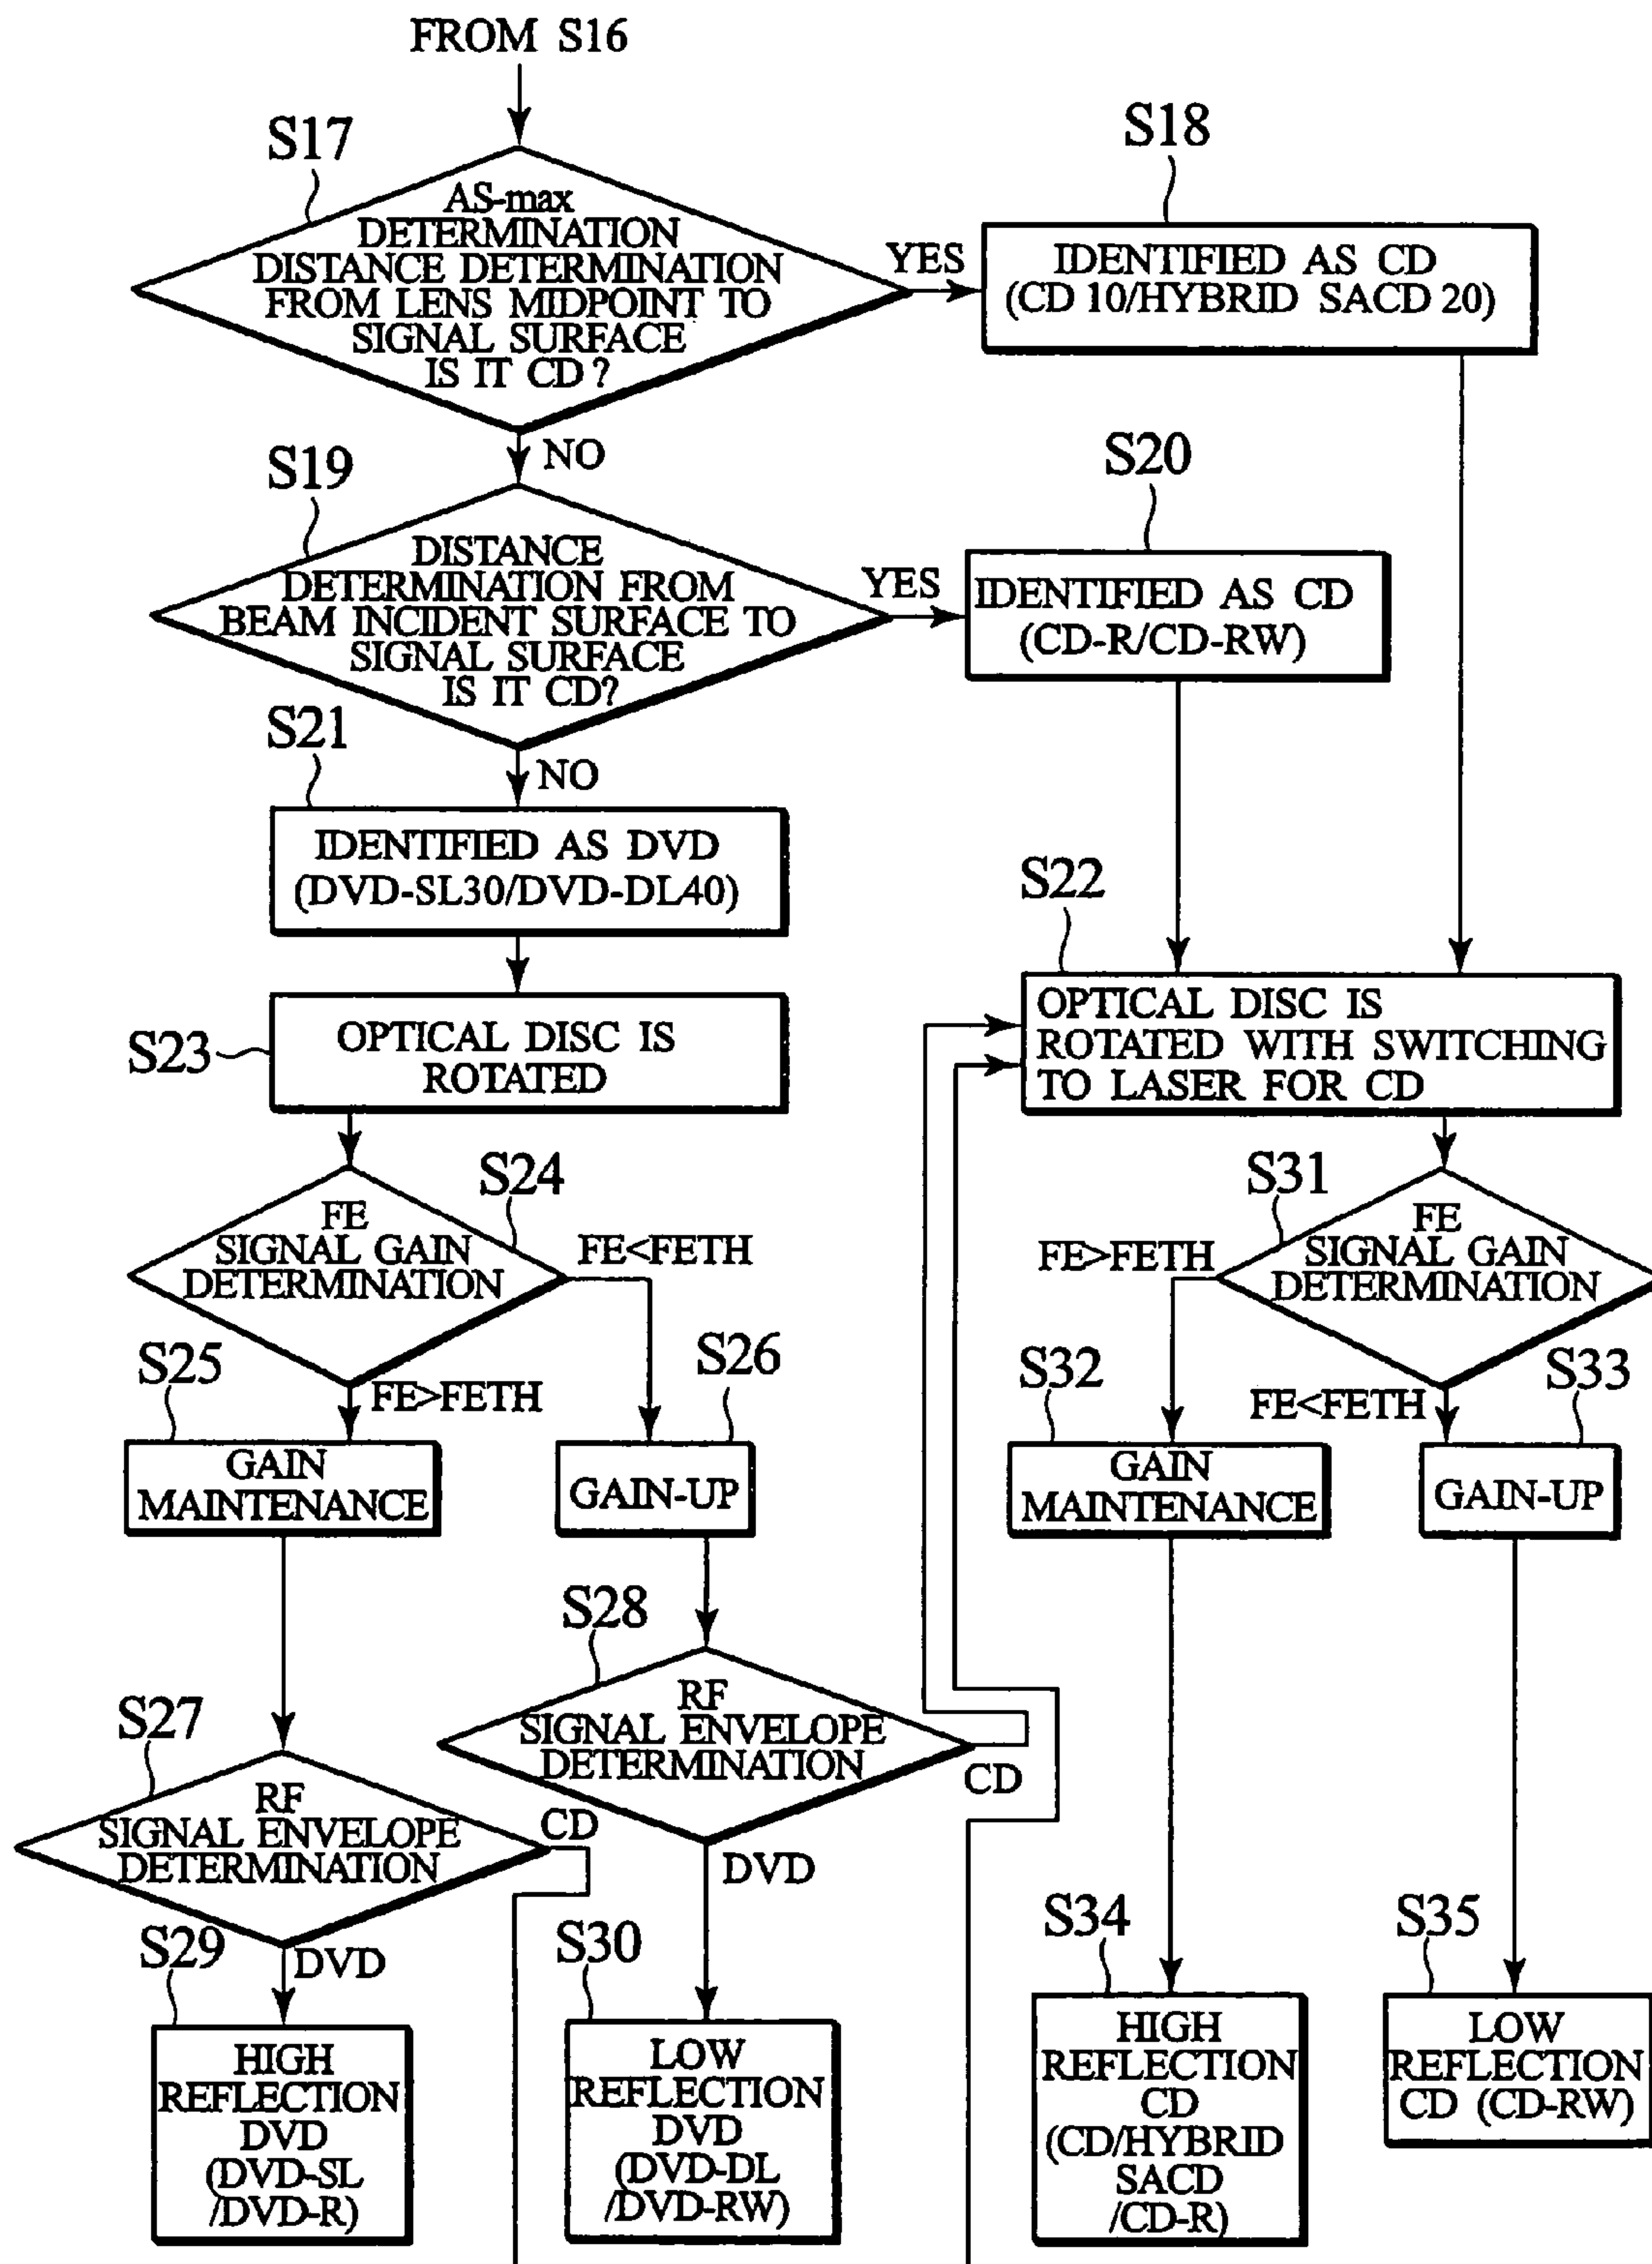 FROM S16
S17
AS-max
DETERMINATION
DISTANCE DETERMINATION
FROM LENS MIDPOINT TO
SIGNAL SURFACE
IS IT CD?
YES
S18
IDENTIFIED AS CD
(CD 10/HYBRID SACD 20)
NO
S19
DISTANCE
DETERMINATION FROM
BEAM INCIDENT SURFACE TO
SIGNAL SURFACE
IS IT CD?
YES
S20
IDENTIFIED AS CD
(CD-R/CD-RW)
NO
S21
IDENTIFIED AS DVD
(DVD-SL30/DVD-DL40)
S22
OPTICAL DISC IS
ROTATED WITH SWITCHING
TO LASER FOR CD
S23
OPTICAL DISC IS
ROTATED
S24
FE
SIGNAL GAIN
DETERMINATION
FE<FETH
FE>FETH
S25
GAIN
MAINTENANCE
S26
GAIN-UP
S31
FE
SIGNAL GAIN
DETERMINATION
FE>FETH
FE<FETH
S32
GAIN
MAINTENANCE
S33
GAIN-UP
S28
RF
SIGNAL ENVELOPE
DETERMINATION
CD
DVD
S27
RF
SIGNAL ENVELOPE
DETERMINATION
CD
DVD
S29
HIGH
REFLECTION
DVD
(DVD-SL
/DVD-R)
S30
LOW
REFLECTION
DVD
(DVD-DL
/DVD-RW)
S34
HIGH
REFLECTION
CD
(CD/HYBRID
SACD
/CD-R)
S35
LOW
REFLECTION
CD (CD-RW)